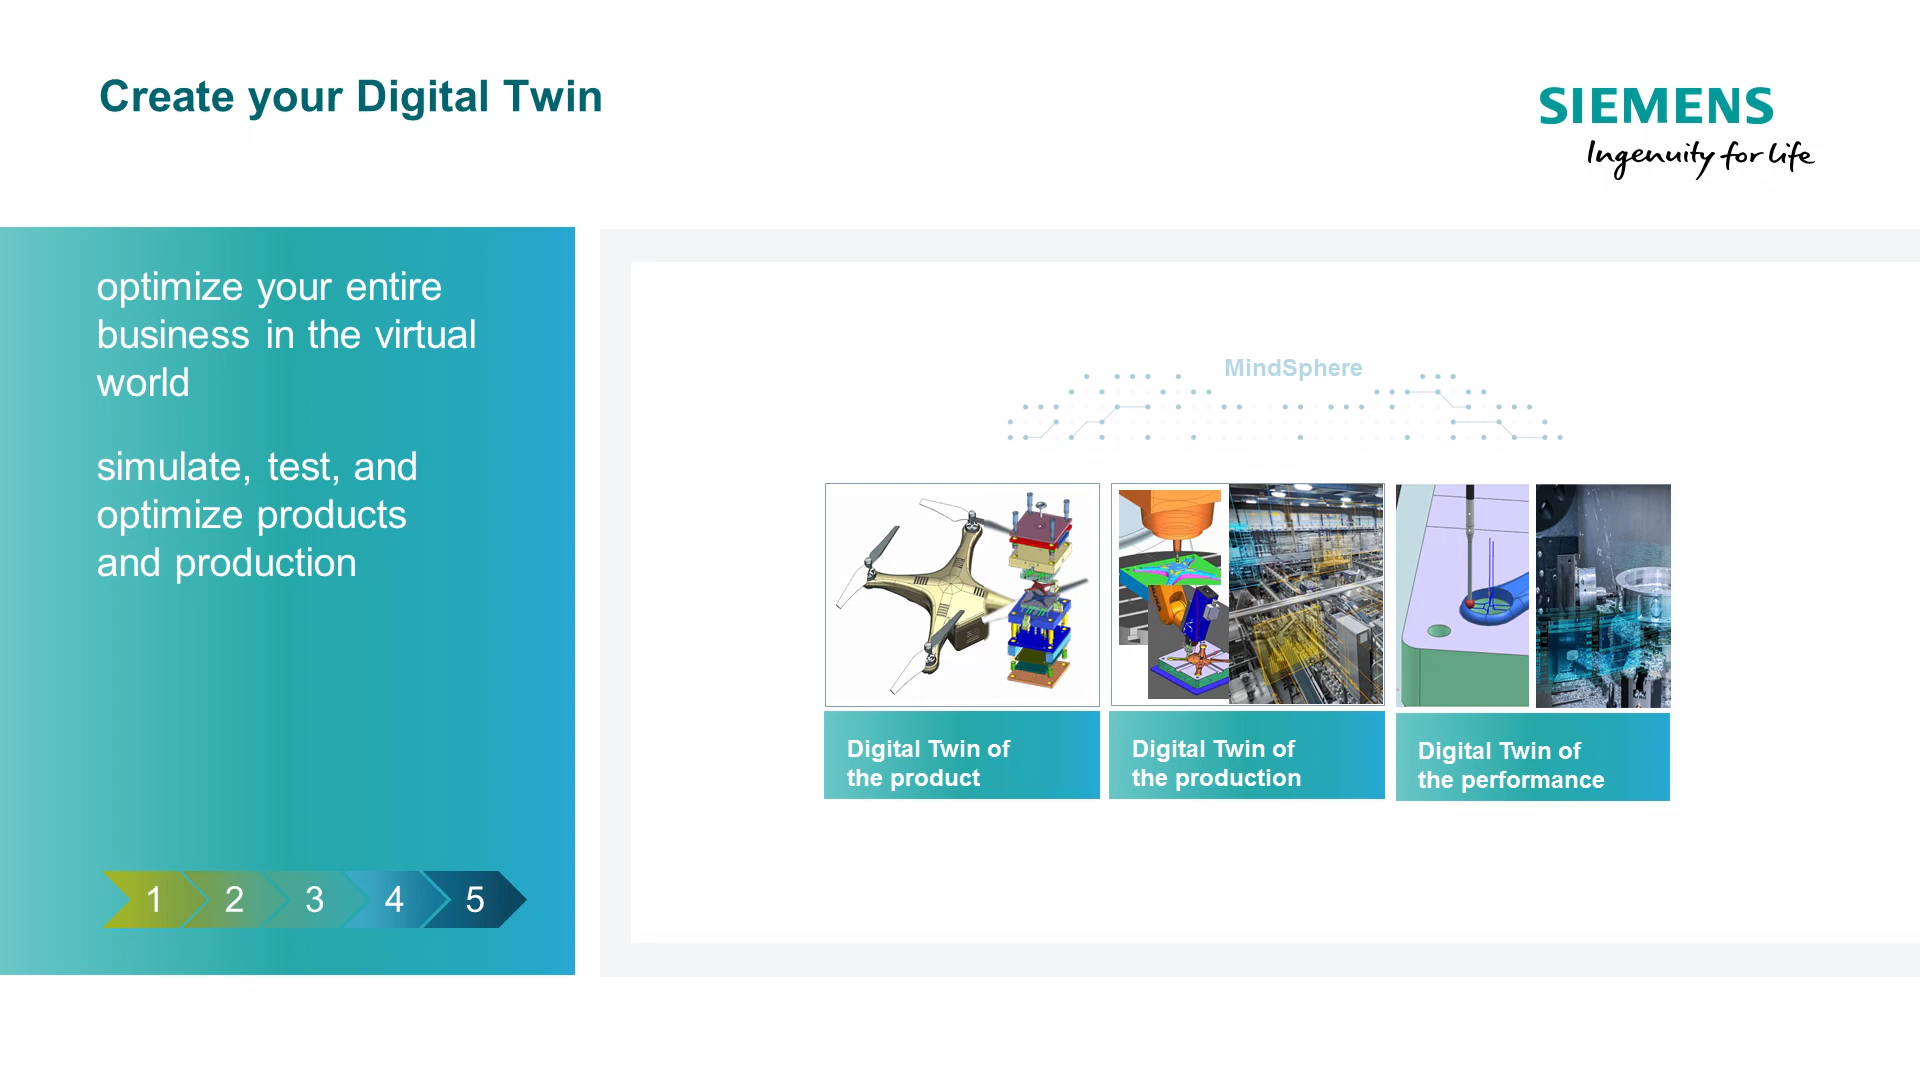 Create your Digital Twin
SIEMENS
Ingenuity for life
optimize your entire
business in the virtual
world
simulate, test, and
optimize products
and production
1 2 3 4 5
MindSphere
Digital Twin of
the product
Digital Twin of
the production
Digital Twin of
the performance